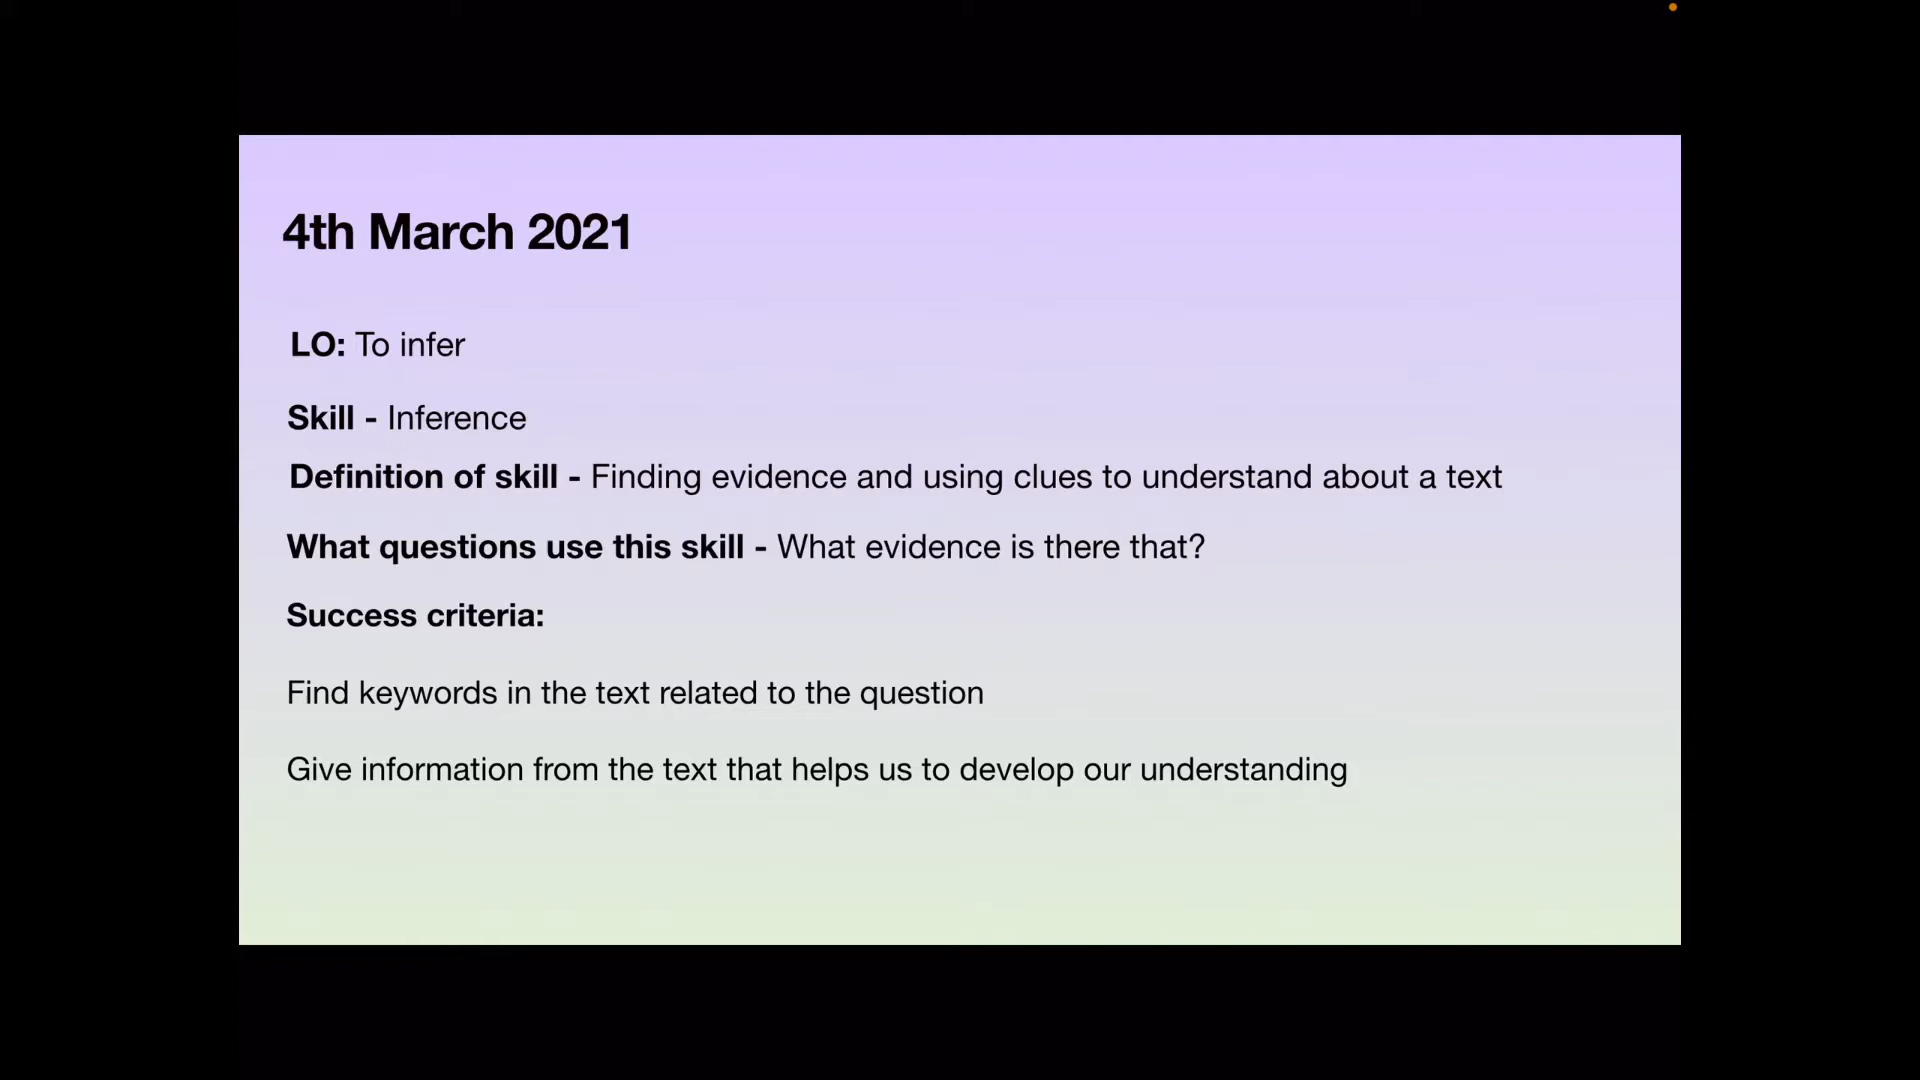 4th March 2021
LO: To infer
Skill - Inference
Definition of skill - Finding evidence and using clues to understand about a text
What questions use this skill - What evidence is there that?
Success criteria:
Find keywords in the text related to the question
Give information from the text that helps us to develop our understanding